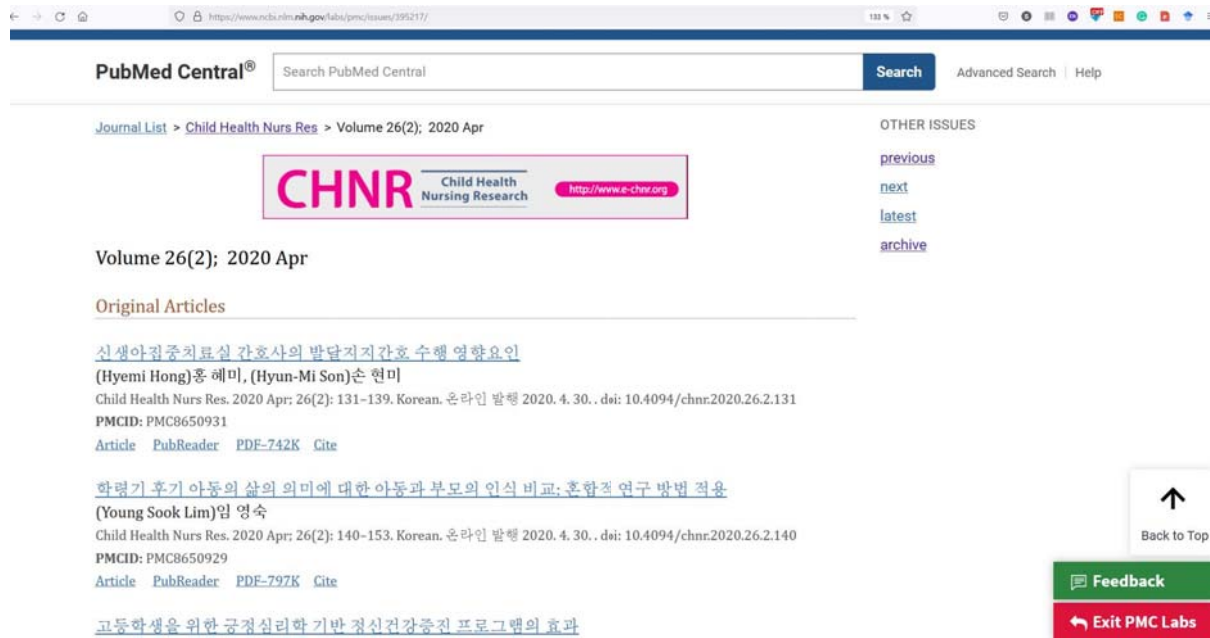 https://www.ncbi.nlm.nih.gov/labs/pmc/issues/395217/
133 %
PubMed Central®
Search PubMed Central
Search
Advanced Search
Help
Journal List > Child Health Nurs Res > Volume 26(2); 2020 Apr
OTHER ISSUES
previous
next
latest
archive
CHNR
Child Health
Nursing Research
http://www.e-chnr.org
Volume 26(2); 2020 Apr
Original Articles
신생아집중치료실 간호사의 발달지지간호 수행 영향요인
(Hyemi Hong)홍 혜미, (Hyun-Mi Son)손 현미
Child Health Nurs Res. 2020 Apr; 26(2): 131–139. Korean. 온라인 발행 2020. 4. 30. . doi: 10.4094/chnr.2020.26.2.131
PMCID: PMC8650931
Article PubReader PDF–742K Cite
학령기 후기 아동의 삶의 의미에 대한 아동과 부모의 인식 비교: 혼합적 연구 방법 적용
(Young Sook Lim)임 영숙
Child Health Nurs Res. 2020 Apr; 26(2): 140–153. Korean. 온라인 발행 2020. 4. 30. . doi: 10.4094/chnr.2020.26.2.140
PMCID: PMC8650929
Article PubReader PDF–797K Cite
고등학생을 위한 긍정심리학 기반 정신건강증진 프로그램의 효과
Back to Top
Feedback
Exit PMC Labs